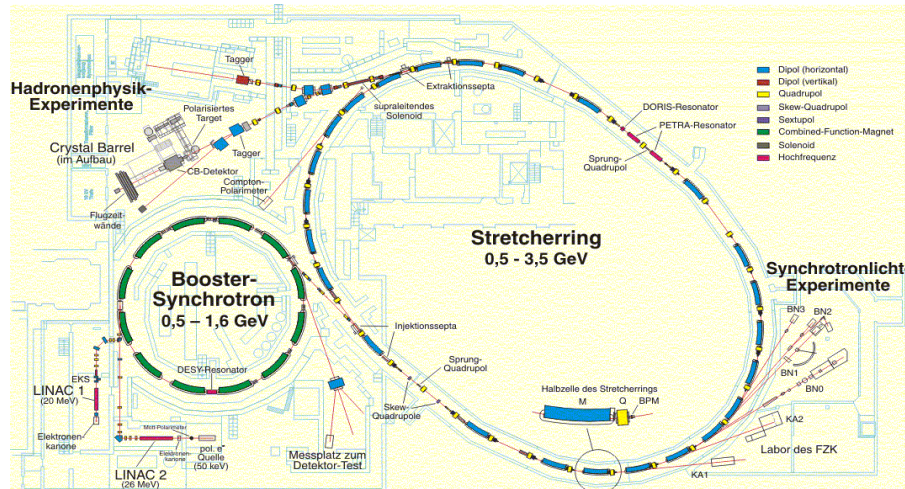 Hadronenphysik-
Experimente
Tagger
Polarisiertes
Target
Crystal Barrel
(im Aufbau)
CB-Detektor
Tagger
Flugzeit
wände
Compton-
Polarimeter
supraleitendes
Solenoid
Extraktionssepta
DORIS-Resonator
PETRA-Resonator
Sprung-
Quadrupol
Dipol (horizontal)
Dipol (vertikal)
Quadrupol
Skew-Quadrupol
Sextupol
Combined-Function-Magnet
Solenoid
Hochfrequenz
Stretcherring
0,5 - 3,5 GeV
Booster-
Synchrotron
0,5 – 1,6 GeV
DESY-Resonator
Synchrotronlicht
Experimente
BN3
BN2
BN1
BN0
KA2
KA1
Labor des FZK
Injektionssepta
Sprung-
Quadrupol
Skew-
Quadrupole
Halbzelle des Stretcherrings
M
Q
BPM
Messplatz zum
Detektor-Test
EKS
LINAC 1
(20 MeV)
Elektronen-
kanone
Mott-Polarimeter
Elektronen-
kanone
pol. e-
Quelle
(50 keV)
LINAC 2
(26 MeV)